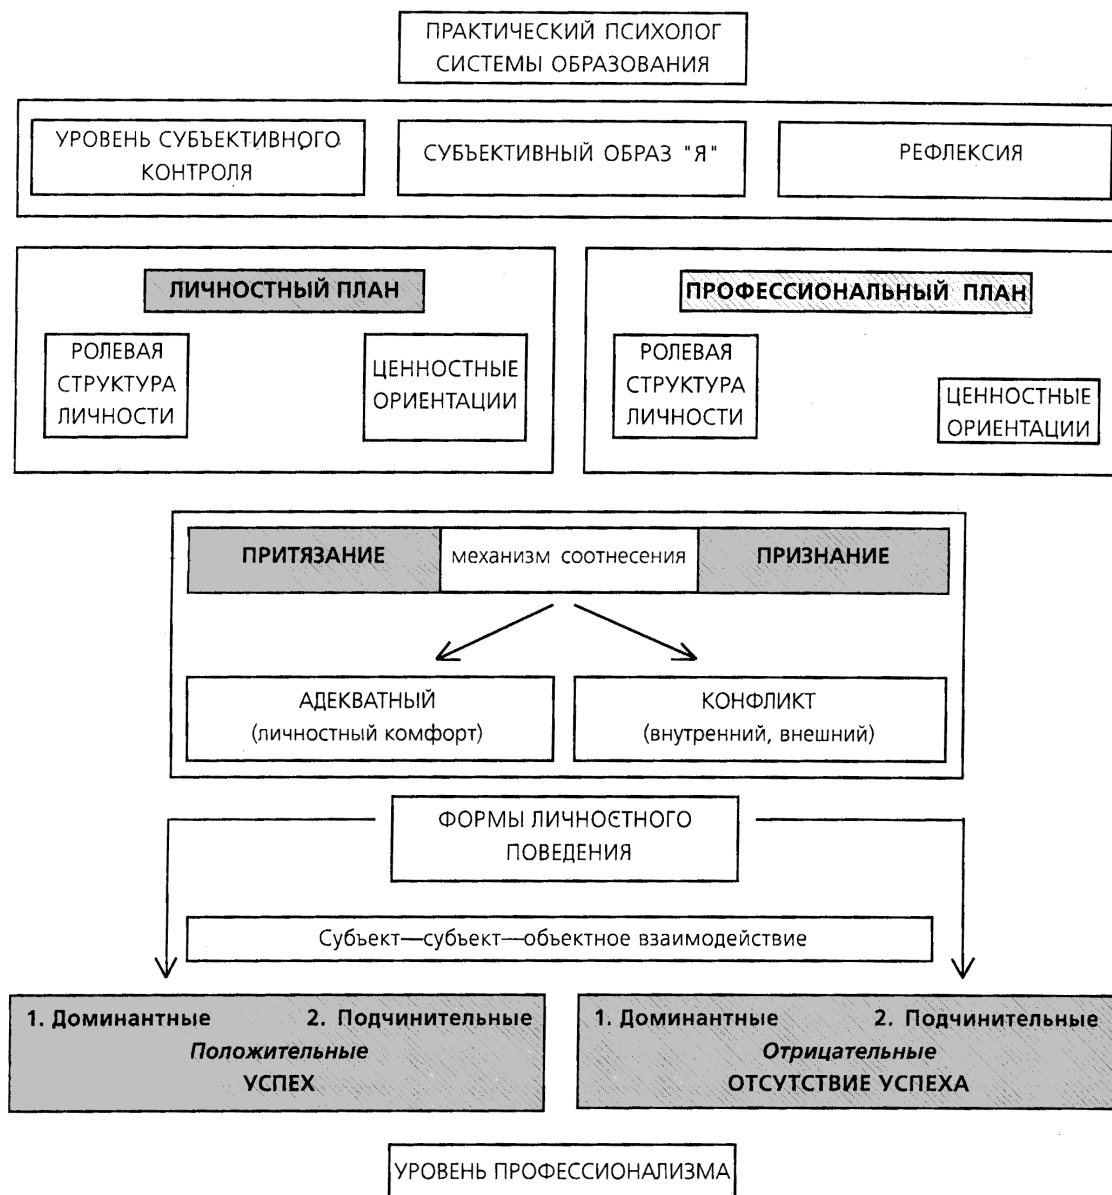 ПРАКТИЧЕСКИЙ ПСИХОЛОГ
СИСТЕМЫ ОБРАЗОВАНИЯ
УРОВЕНЬ СУБЪЕКТИВНОГО
КОНТРОЛЯ
СУБЪЕКТИВНЫЙ ОБРАЗ "Я"
РЕФЛЕКСИЯ
ЛИЧНОСТНЫЙ ПЛАН
РОЛЕВАЯ
СТРУКТУРА
ЛИЧНОСТИ
ЦЕННОСТНЫЕ
ОРИЕНТАЦИИ
ПРОФЕССИОНАЛЬНЫЙ ПЛАН
РОЛЕВАЯ
СТРУКТУРА
ЛИЧНОСТИ
ЦЕННОСТНЫЕ
ОРИЕНТАЦИИ
ПРИТЯЗАНИЕ
механизм соотнесения
ПРИЗНАНИЕ
АДЕКВАТНЫЙ
(личностный комфорт)
КОНФЛИКТ
(внутренний, внешний)
ФОРМЫ ЛИЧНОСТНОГО
ПОВЕДЕНИЯ
Субъект—субъект—объектное взаимодействие
1. Доминантные 2. Подчинительные
Положительные
УСПЕХ
1. Доминантные 2. Подчинительные
Отрицательные
ОТСУТСТВИЕ УСПЕХА
УРОВЕНЬ ПРОФЕССИОНАЛИЗМА